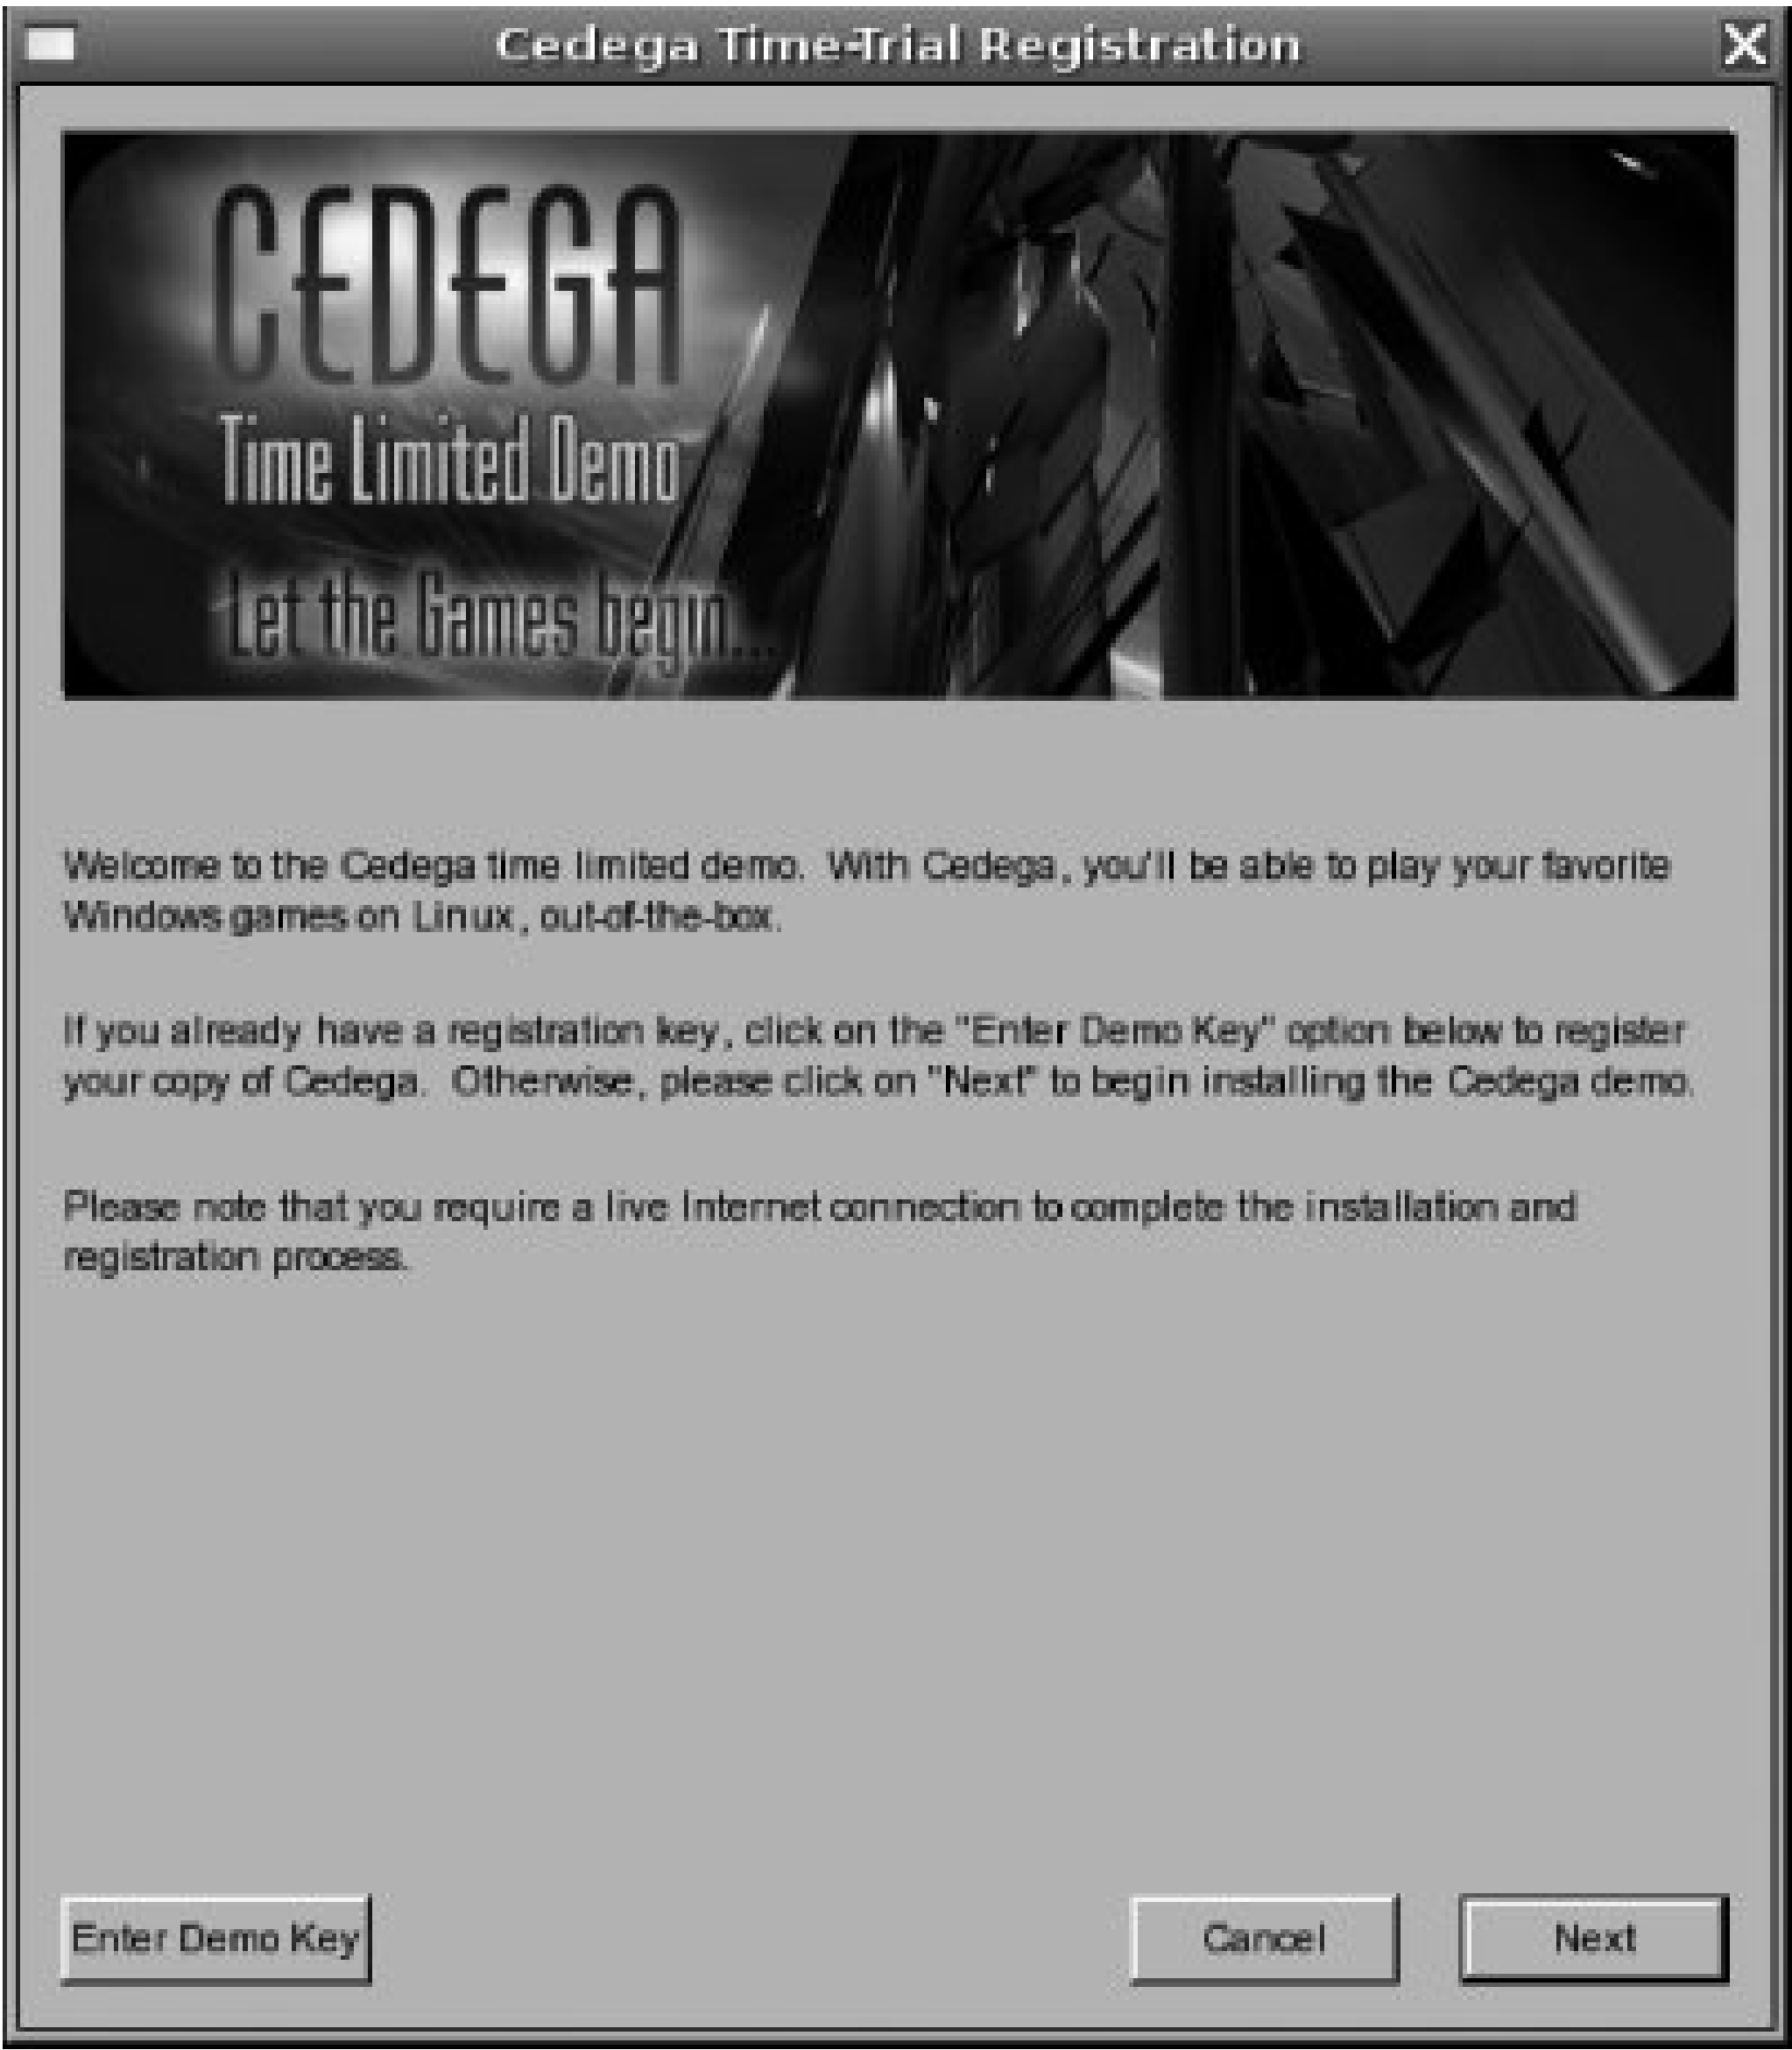 Cedega Time-Trial Registration
CEDEGA
Time Limited Demo
Let the Games begin...
Welcome to the Cedega time limited demo.  With Cedega, you'll be able to play your favorite
Windows games on Linux, out-of-the-box.
If you already have a registration key, click on the "Enter Demo Key" option below to register
your copy of Cedega.  Otherwise, please click on "Next" to begin installing the Cedega demo.
Please note that you require a live Internet connection to complete the installation and
registration process.
Enter Demo Key
Cancel
Next